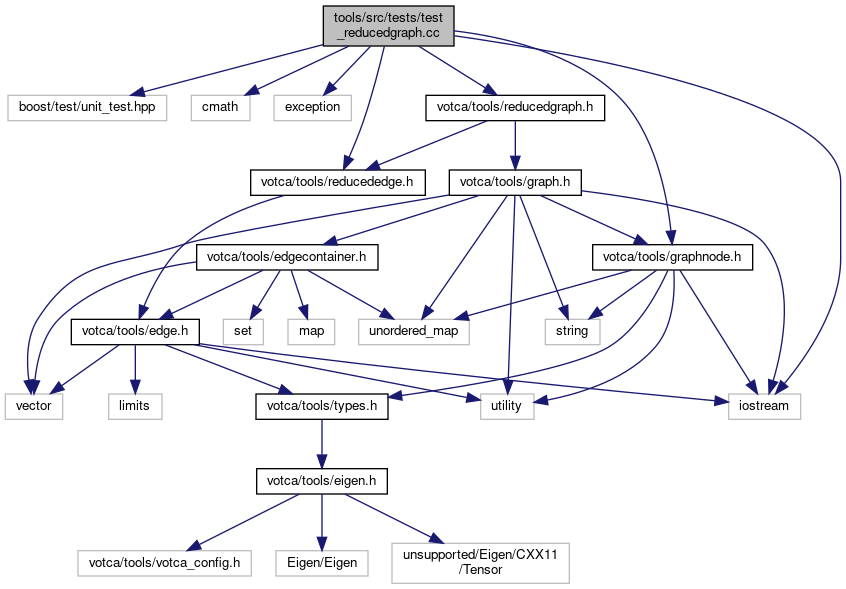 tools/src/tests/test
_reducedgraph.cc
boost/test/unit_test.hpp
cmath
exception
votca/tools/reducedgraph.h
votca/tools/reducededge.h
votca/tools/graph.h
votca/tools/edgecontainer.h
votca/tools/graphnode.h
votca/tools/edge.h
set
map
unordered_map
string
vector
limits
votca/tools/types.h
utility
iostream
votca/tools/eigen.h
votca/tools/votca_config.h
Eigen/Eigen
unsupported/Eigen/CXX11
/Tensor